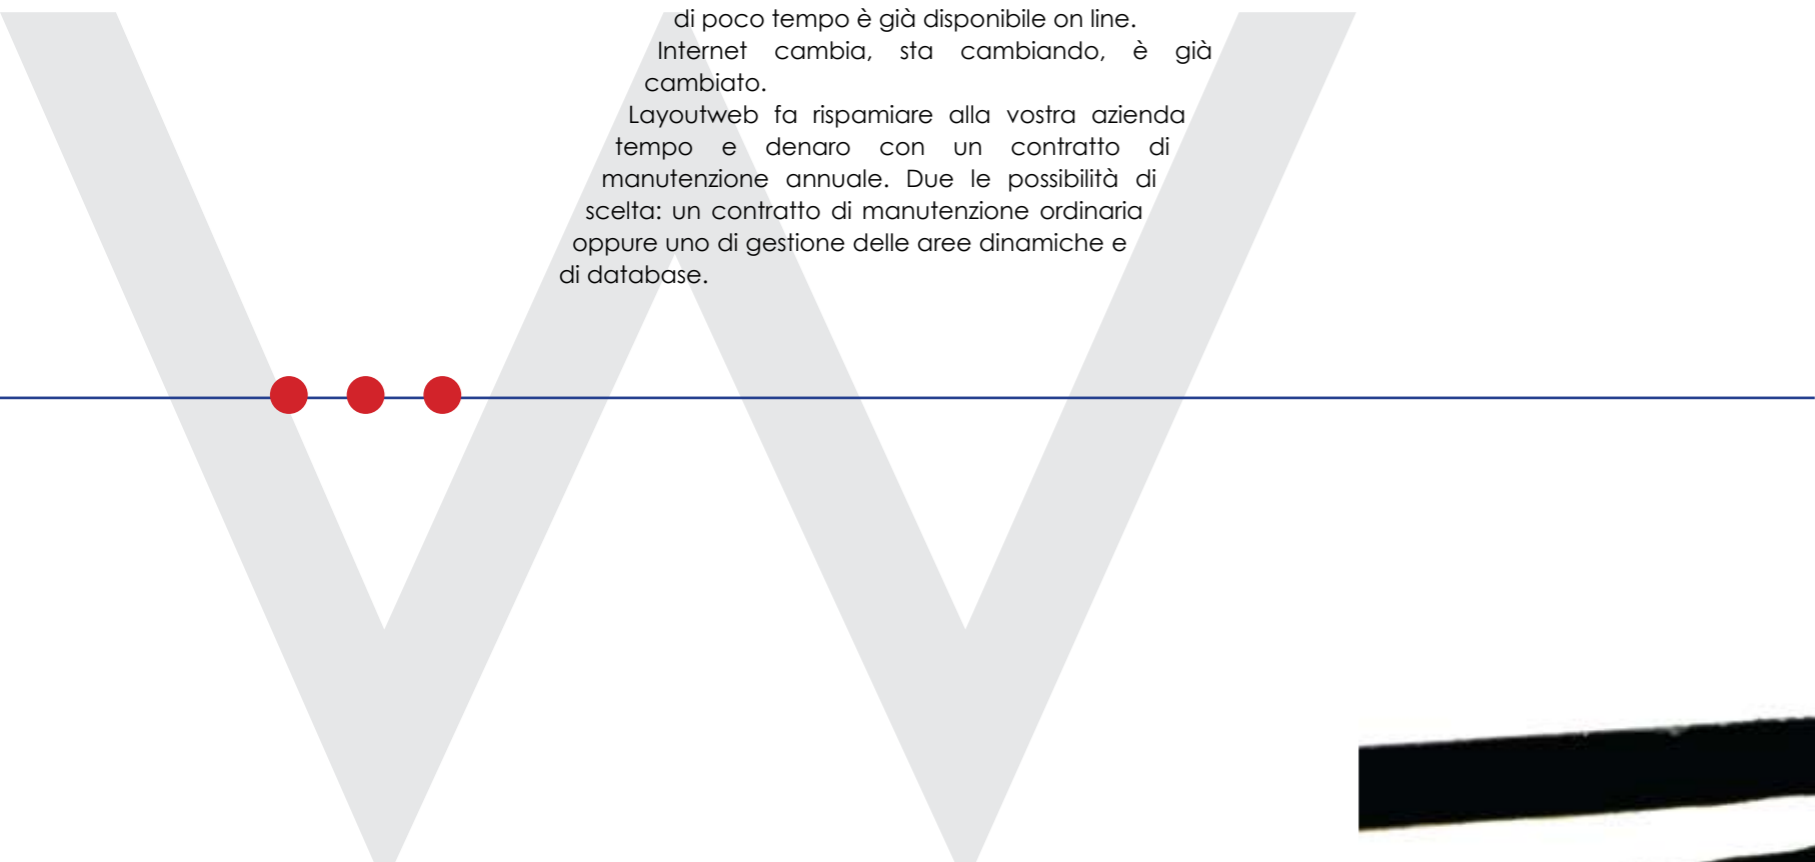 di poco tempo è già disponibile on line.
Internet cambia, sta cambiando, è già
cambiato.
Layoutweb fa rispamiare alla vostra azienda
tempo e denaro con un contratto di
manutenzione annuale. Due le possibilità di
scelta: un contratto di manutenzione ordinaria
oppure uno di gestione delle aree dinamiche e
di database.